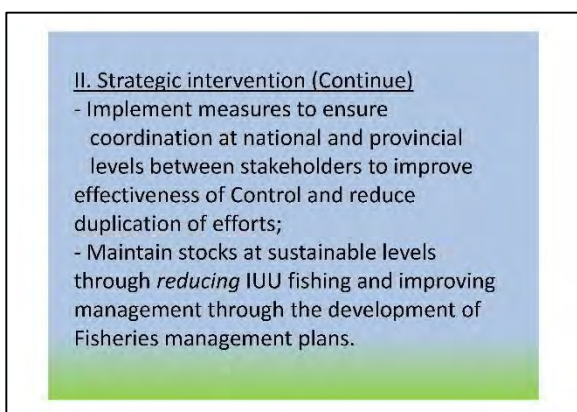 II. Strategic intervention (Continue)
- Implement measures to ensure
coordination at national and provincial
levels between stakeholders to improve
effectiveness of Control and reduce
duplication of efforts;
- Maintain stocks at sustainable levels
through reducing IUU fishing and improving
management through the development of
Fisheries management plans.